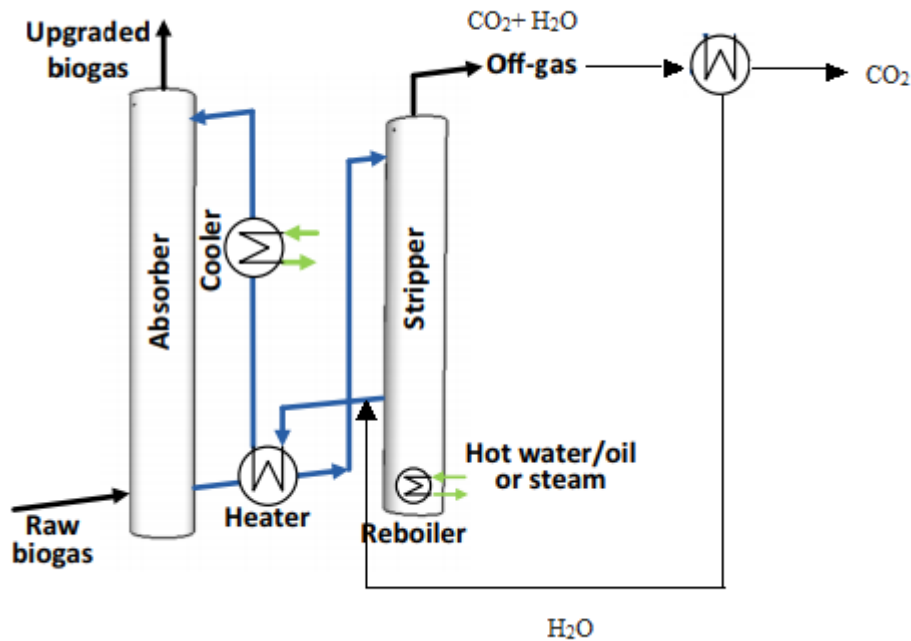 Upgraded
biogas
CO₂+ H₂O
Off-gas
CO₂
Absorber
Cooler
Stripper
Hot water/oil
or steam
Raw
biogas
Heater
Reboiler
H₂O